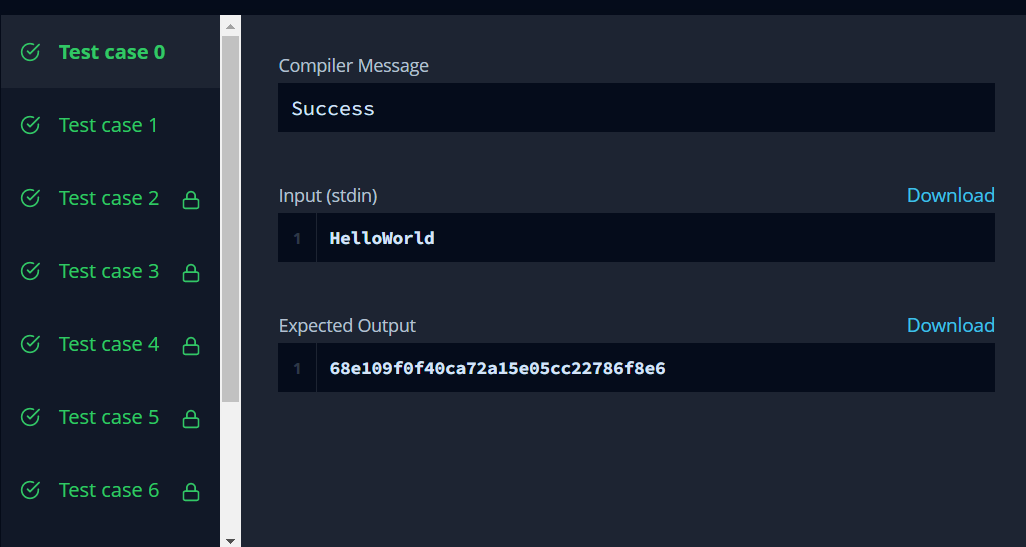 Test case 0
Test case 1
Test case 2
Test case 3
Test case 4
Test case 5
Test case 6
Compiler Message
Success
Input (stdin)
Download
1 HelloWorld
Expected Output
Download
1 68e109f0f40ca72a15e05cc22786f8e6